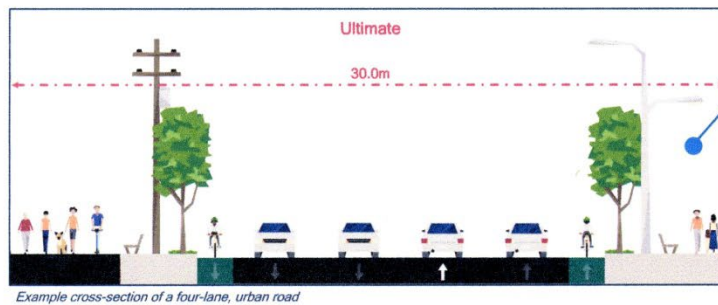 Ultimate
30.0m
Example cross-section of a four-lane, urban road